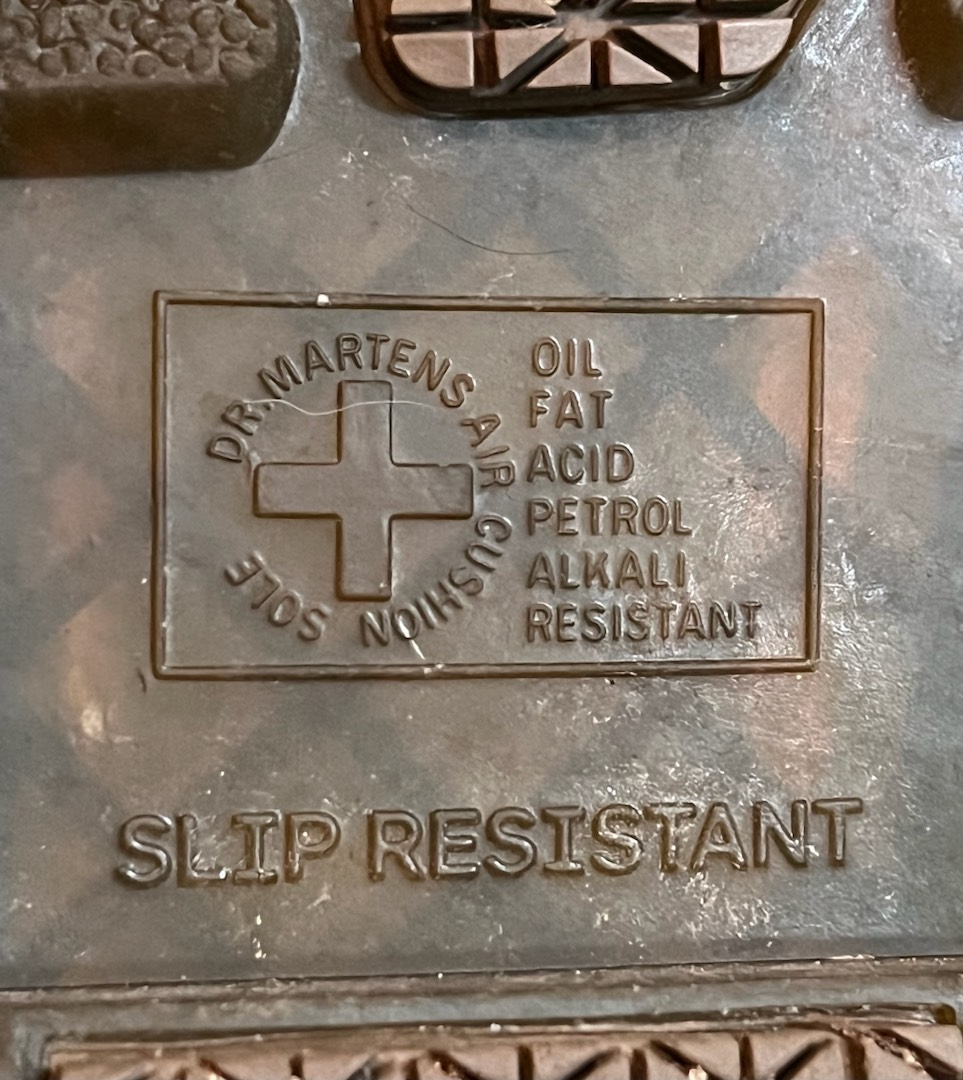 DR. MARTENS AIR CUSHION SOLE
OIL
FAT
ACID
PETROL
ALKALI
RESISTANT
SLIP RESISTANT